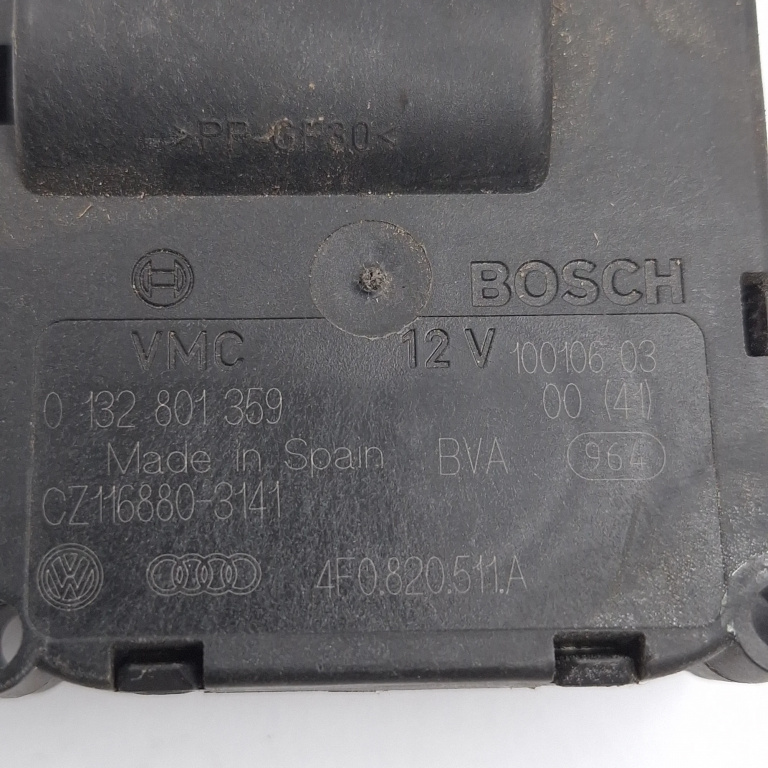 >PP-GF30<
BOSCH
VMC 12 V 100106 03
0 132 801 359 00 (41)
Made in Spain BVA 964
CZ116880-3141
VW 4F0.820.511.A